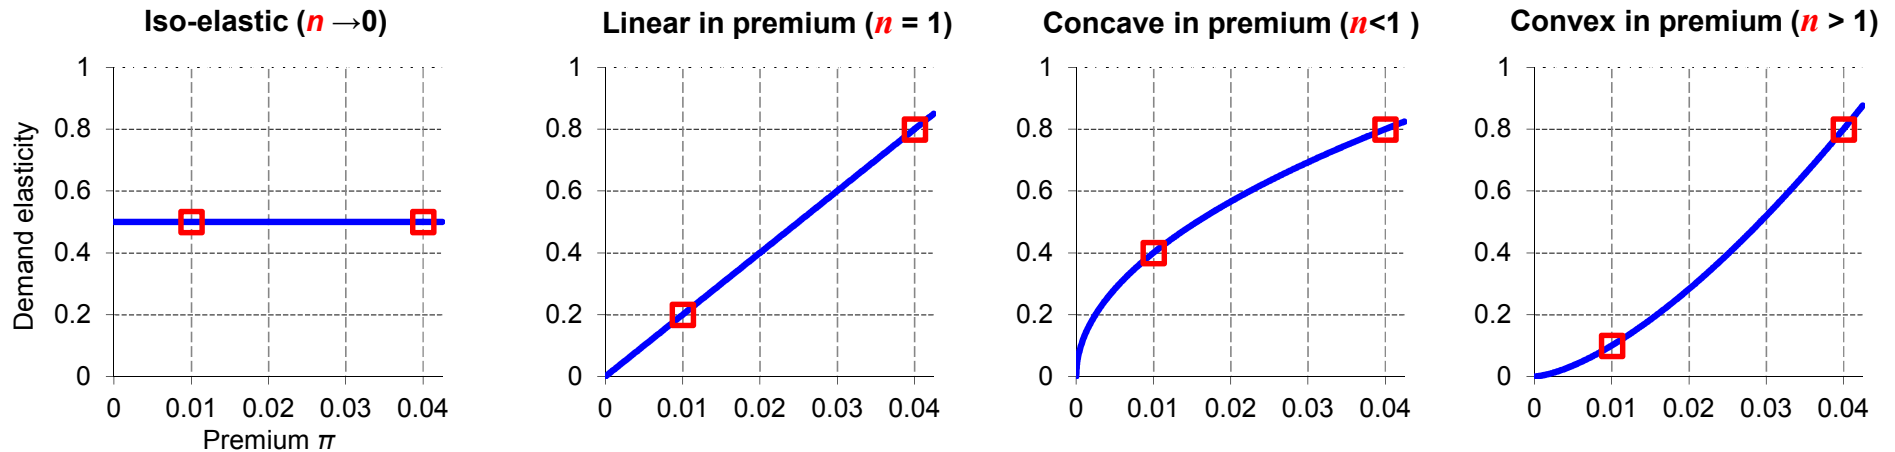 Iso-elastic (n →0)
Linear in premium (n = 1)
Concave in premium (n<1 )
Convex in premium (n > 1)
Demand elasticity
1
0.8
0.6
0.4
0.2
0
0 0.01 0.02 0.03 0.04
Premium π
1
0.8
0.6
0.4
0.2
0
0 0.01 0.02 0.03 0.04
1
0.8
0.6
0.4
0.2
0
0 0.01 0.02 0.03 0.04
1
0.8
0.6
0.4
0.2
0
0 0.01 0.02 0.03 0.04